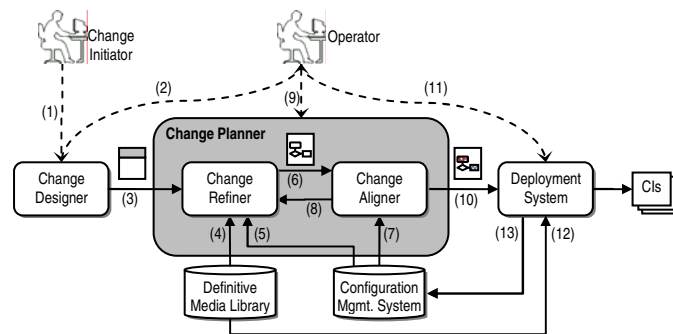 Change
Initiator
Operator
(1)
(2)
(9)
(11)
Change Planner
Change
Designer
(3)
Change
Refiner
(6)
(8)
Change
Aligner
(10)
Deployment
System
CIs
(4)
(5)
(7)
(13)
(12)
Definitive
Media Library
Configuration
Mgmt. System